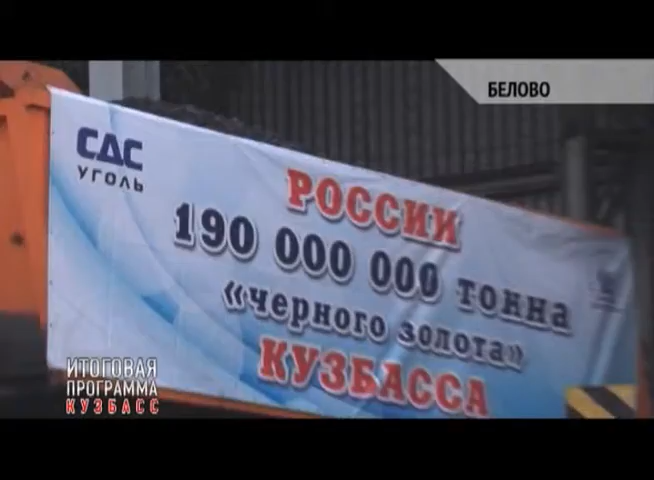 БЕЛОВО
СДС
УГОЛЬ
РОССИИ
190 000 000 тонна
«черного золота»
КУЗБАССА
ИТОГОВАЯ
ПРОГРАММА
КУЗБАСС